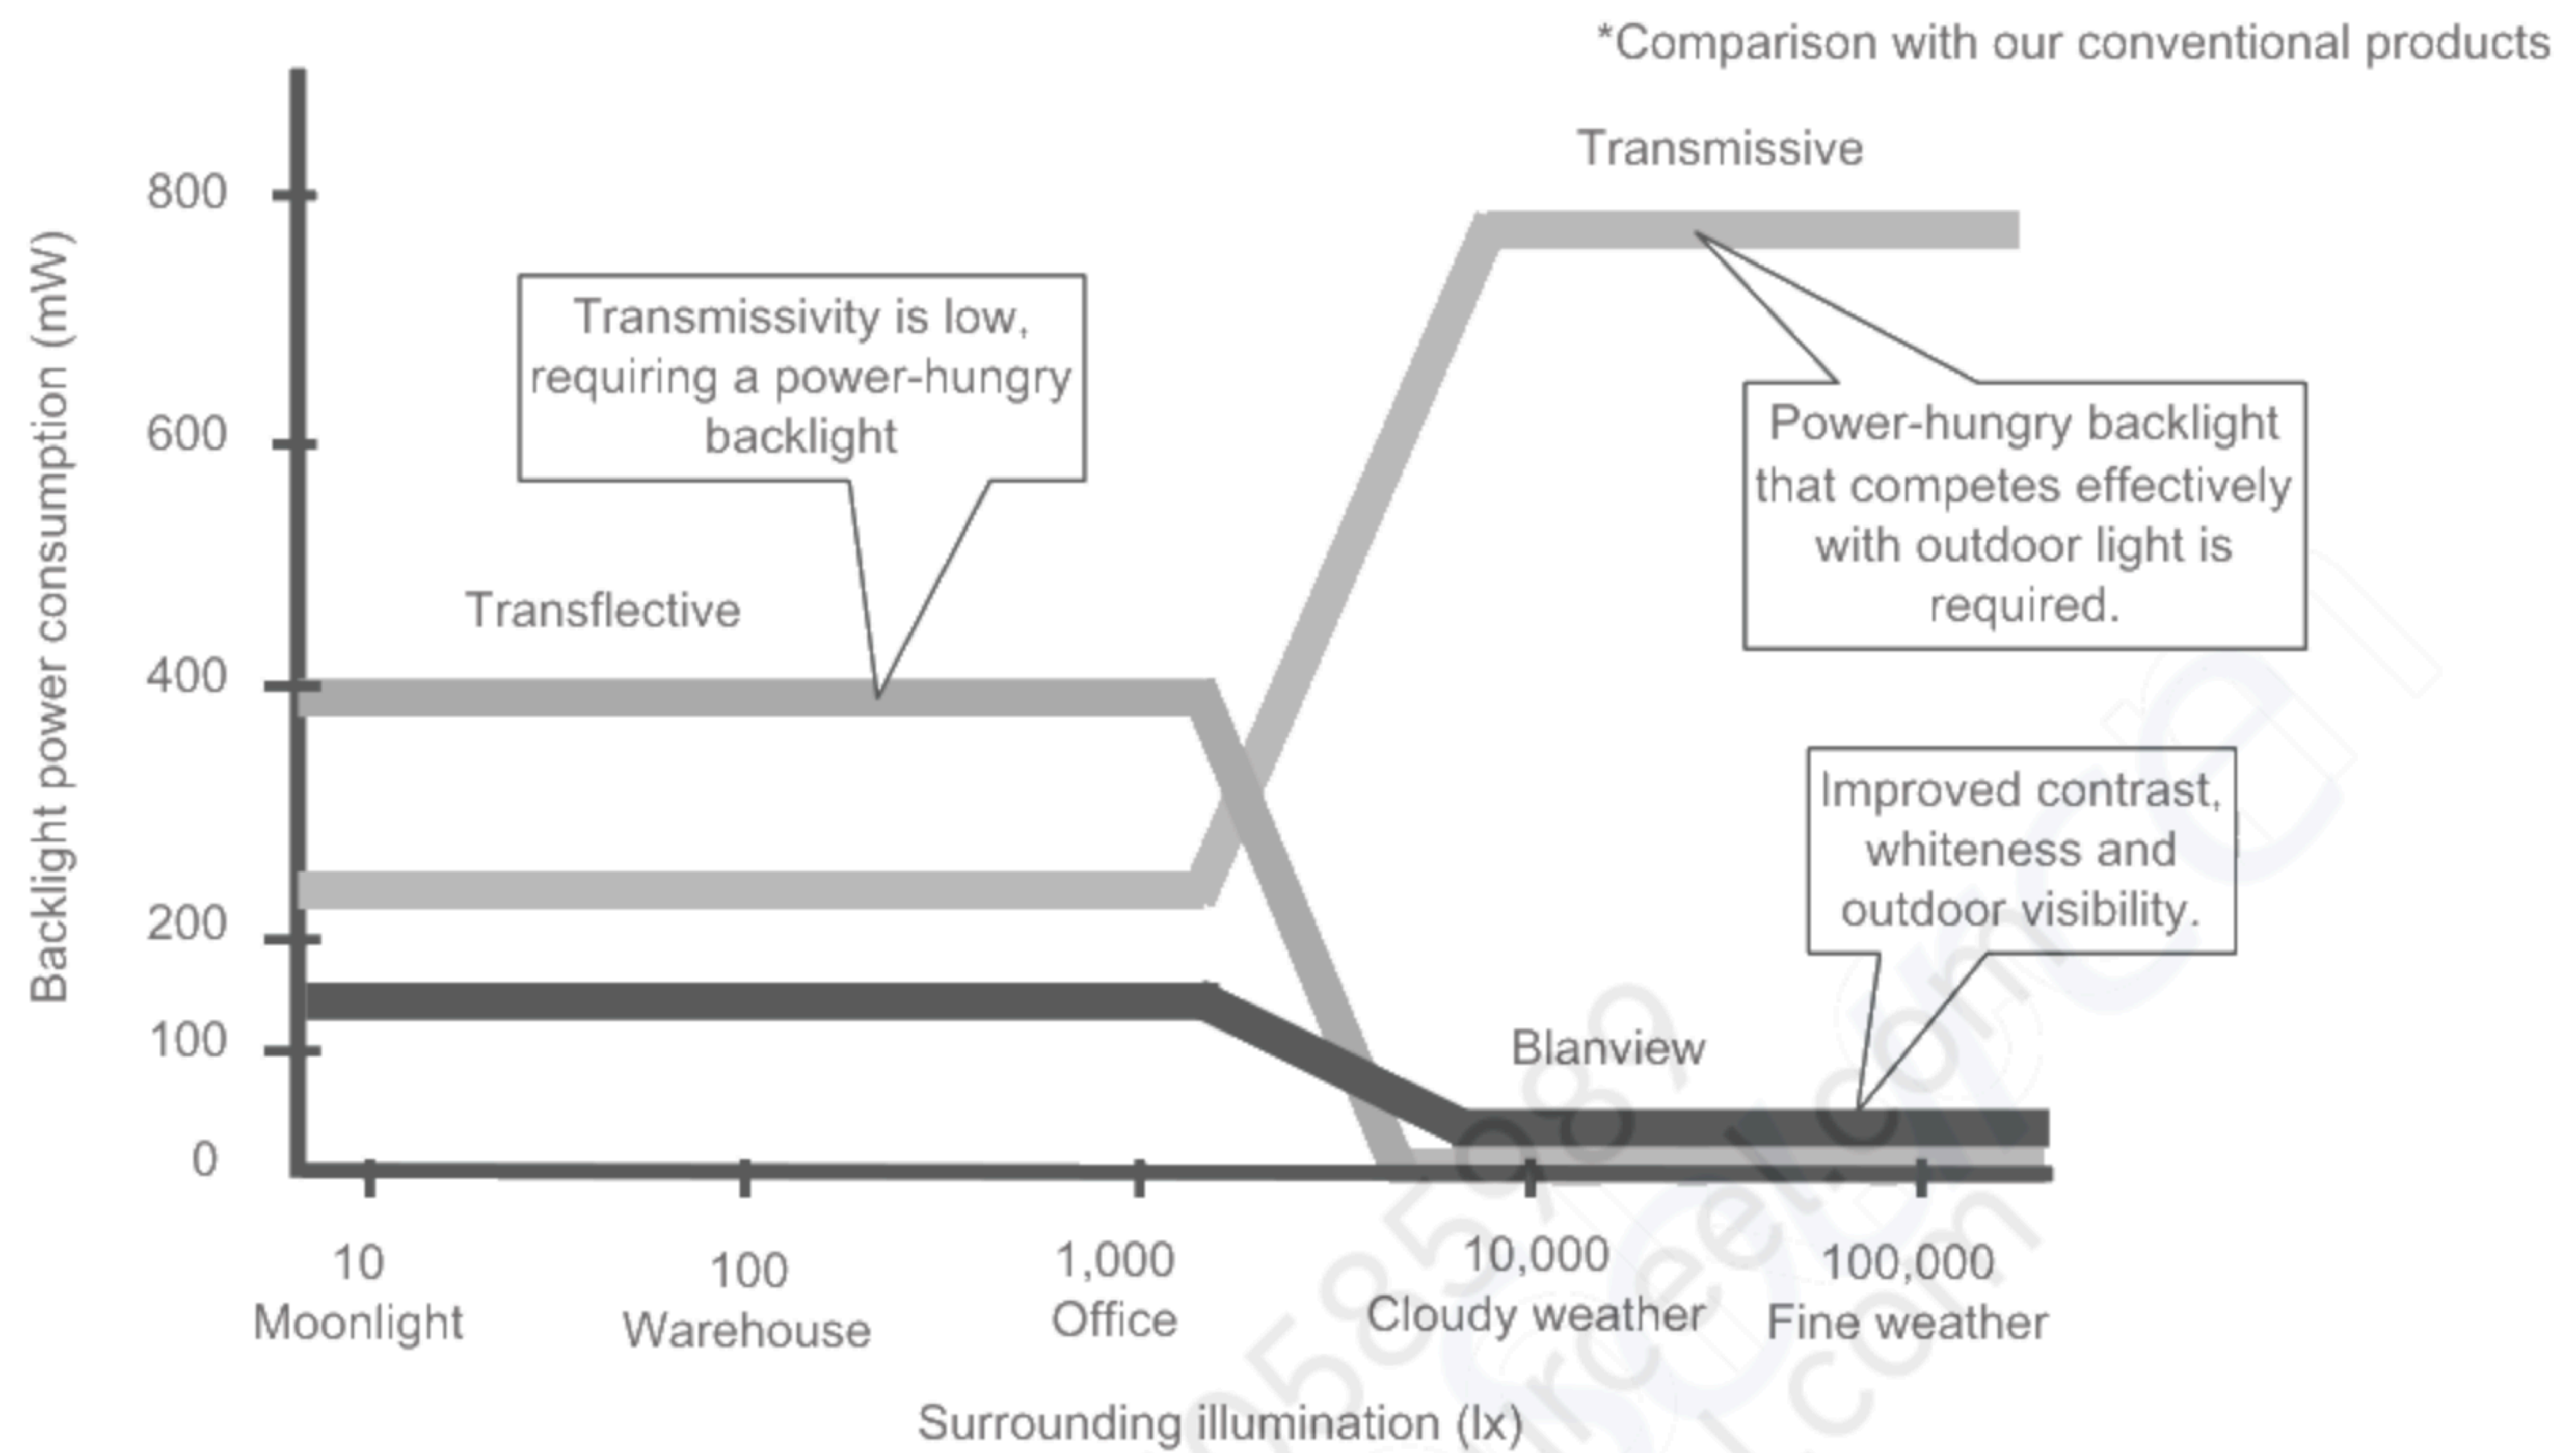 *Comparison with our conventional products
Transmissive
800
Transmissivity is low,
requiring a power-hungry
backlight
Power-hungry backlight
that competes effectively
with outdoor light is
required.
600
Transflective
400
Improved contrast,
whiteness and
outdoor visibility.
200
100
Blanview
0
Backlight power consumption (mW)
10
Moonlight
100
Warehouse
1,000
Office
10,000
Cloudy weather
100,000
Fine weather
Surrounding illumination (lx)